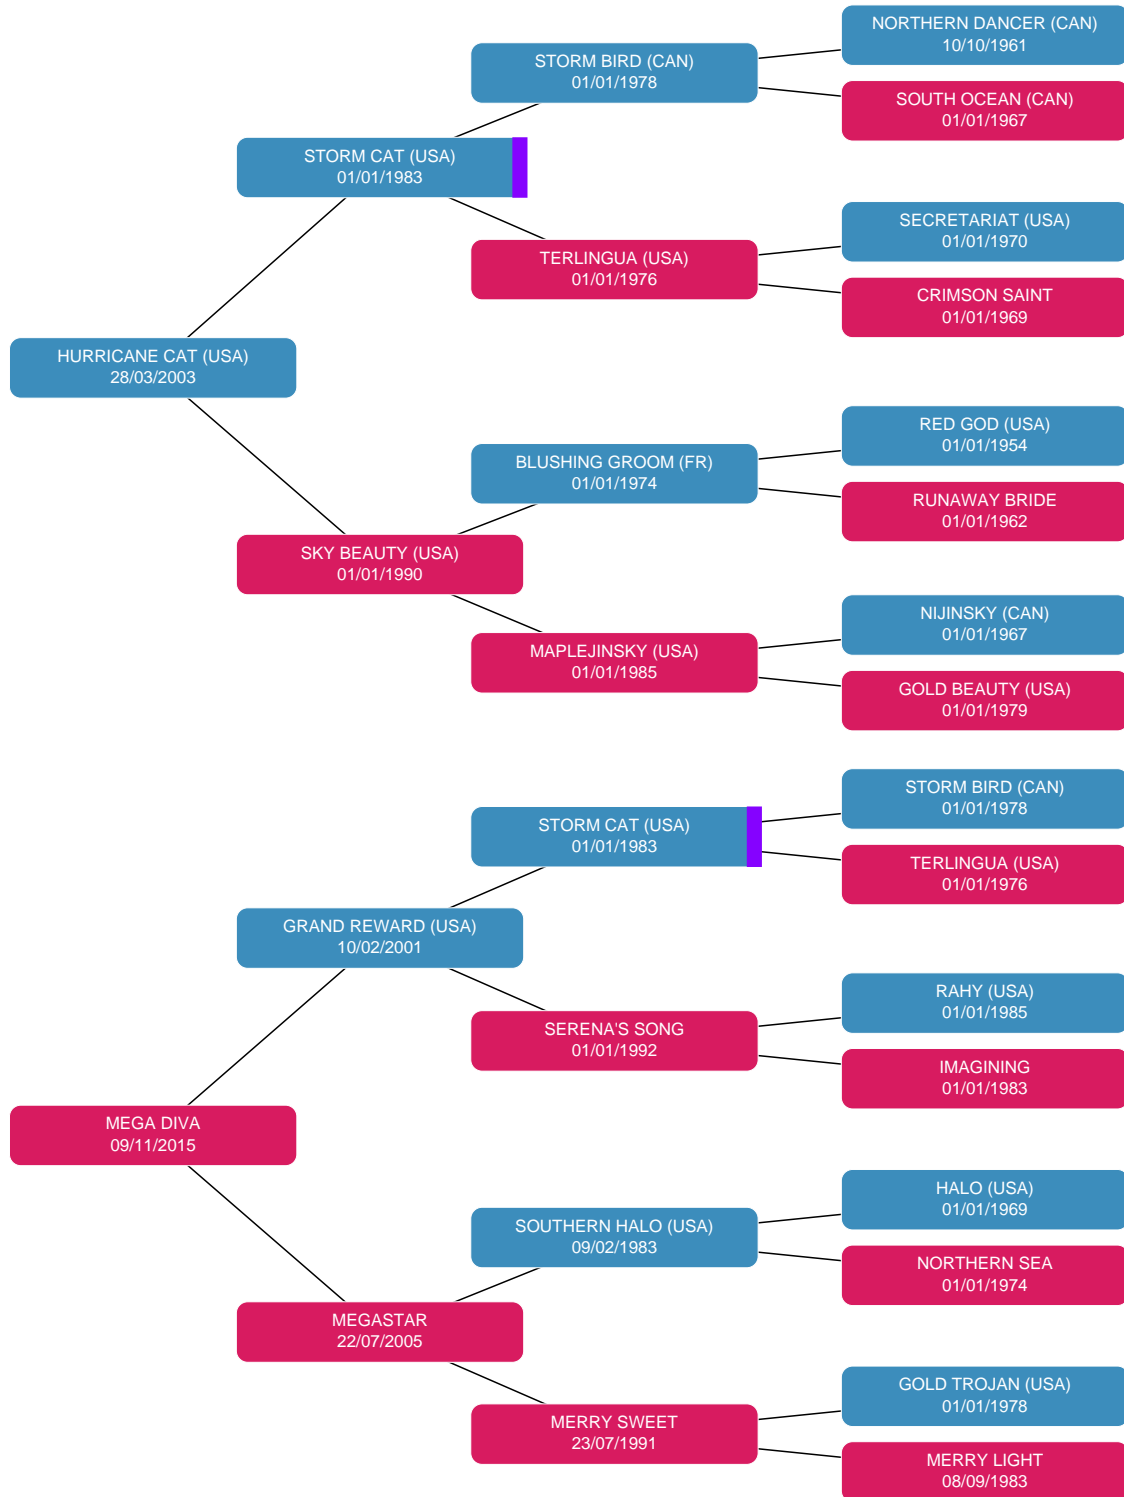 NORTHERN DANCER (CAN)
10/10/1961
STORM BIRD (CAN)
01/01/1978
SOUTH OCEAN (CAN)
01/01/1967
STORM CAT (USA)
01/01/1983
SECRETARIAT (USA)
01/01/1970
TERLINGUA (USA)
01/01/1976
CRIMSON SAINT
01/01/1969
HURRICANE CAT (USA)
28/03/2003
RED GOD (USA)
01/01/1954
BLUSHING GROOM (FR)
01/01/1974
RUNAWAY BRIDE
01/01/1962
SKY BEAUTY (USA)
01/01/1990
NIJINSKY (CAN)
01/01/1967
MAPLEJINSKY (USA)
01/01/1985
GOLD BEAUTY (USA)
01/01/1979
STORM BIRD (CAN)
01/01/1978
STORM CAT (USA)
01/01/1983
TERLINGUA (USA)
01/01/1976
GRAND REWARD (USA)
10/02/2001
RAHY (USA)
01/01/1985
SERENA'S SONG
01/01/1992
IMAGINING
01/01/1983
MEGA DIVA
09/11/2015
HALO (USA)
01/01/1969
SOUTHERN HALO (USA)
09/02/1983
NORTHERN SEA
01/01/1974
MEGASTAR
22/07/2005
GOLD TROJAN (USA)
01/01/1978
MERRY SWEET
23/07/1991
MERRY LIGHT
08/09/1983